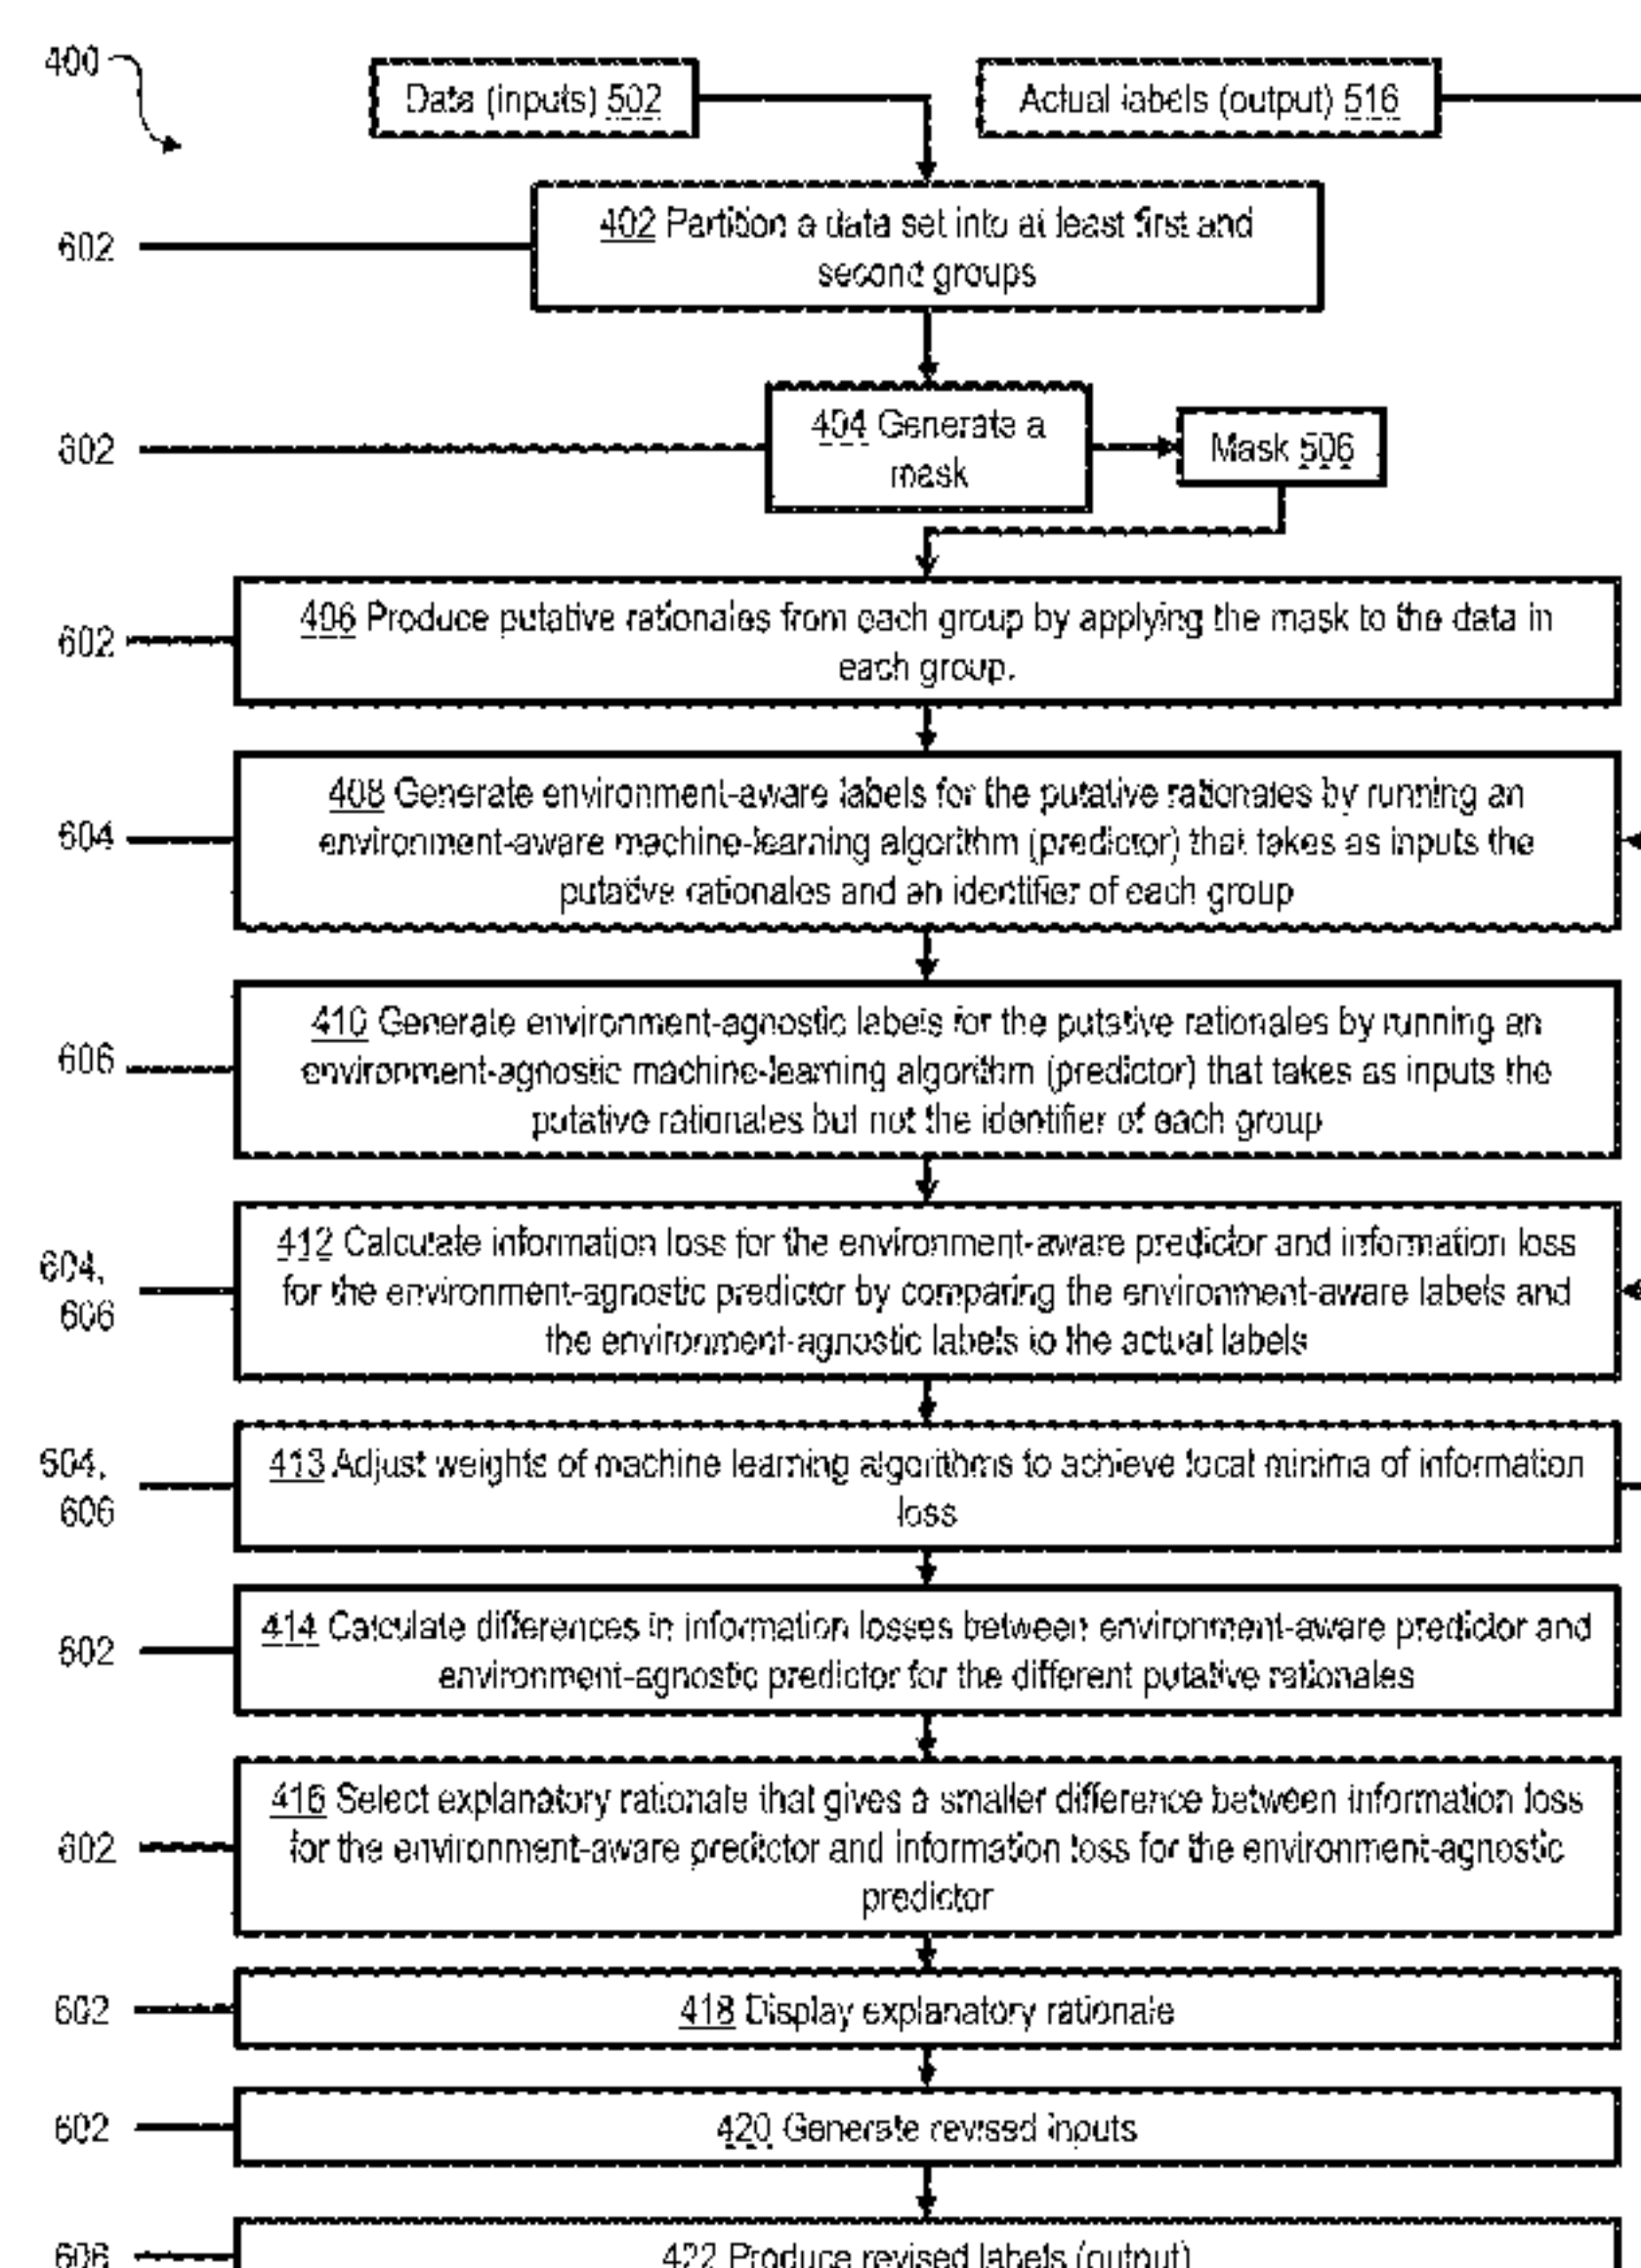 400
Data (inputs) 502
Actual labels (output) 516
402 Partition a data set into at least first and
second groups
602
404 Generate a
mask
602
Mask 506
406 Produce putative rationales from each group by applying the mask to the data in
each group.
602
408 Generate environment-aware labels for the putative rationales by running an
environment-aware machine-learning algorithm (predictor) that takes as inputs the
putative rationales and an identifier of each group
604
410 Generate environment-agnostic labels for the putative rationales by running an
environment-agnostic machine-learning algorithm (predictor) that takes as inputs the
putative rationales but not the identifier of each group
606
412 Calculate information loss for the environment-aware predictor and information loss
for the environment-agnostic predictor by comparing the environment-aware labels and
the environment-agnostic labels to the actual labels
604,
606
413 Adjust weights of machine learning algorithms to achieve local minima of information
loss
604,
606
414 Calculate differences in information losses between environment-aware predictor and
environment-agnostic predictor for the different putative rationales
602
416 Select explanatory rationale that gives a smaller difference between information loss
for the environment-aware predictor and information loss for the environment-agnostic
predictor
602
418 Display explanatory rationale
602
420 Generate revised inputs
602
422 Produce revised labels (output)
606